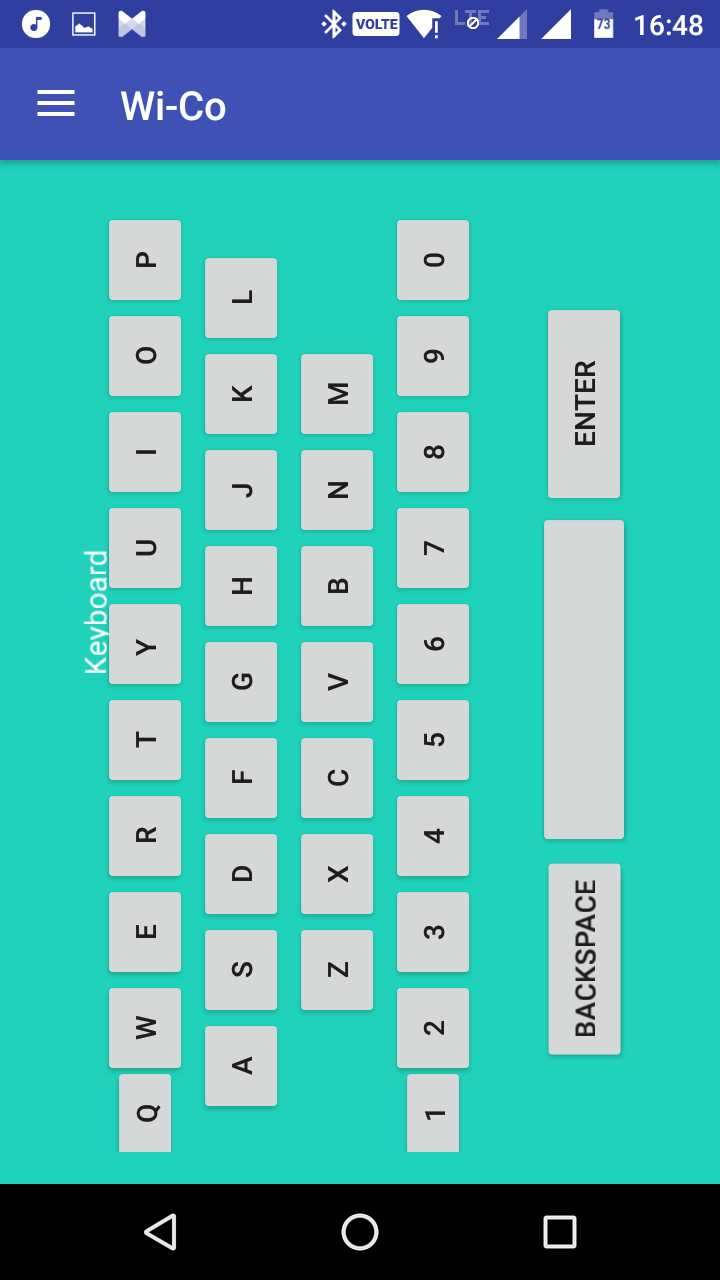 VOLTE LTE 73 16:48
Wi-Co
Keyboard
Q W E R T Y U I O P
A S D F G H J K L
Z X C V B N M
1 2 3 4 5 6 7 8 9 0
BACKSPACE ENTER